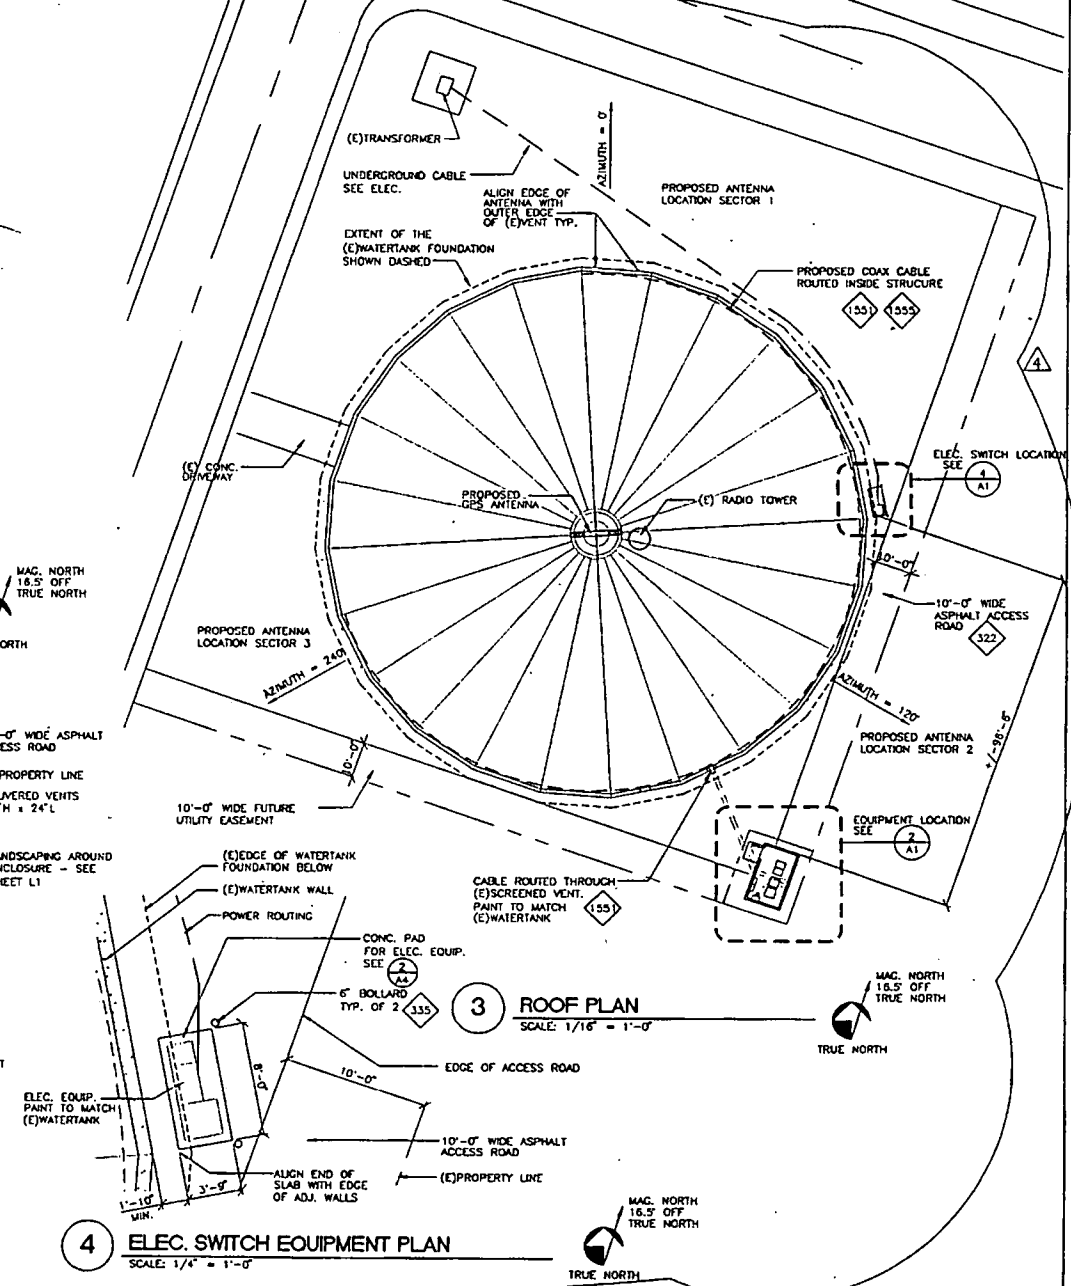 (E)TRANSFORMER
UNDERGROUND CABLE
SEE ELEC.
AZIMUTH = 0°
ALIGN EDGE OF
ANTENNA WITH
OUTER EDGE
OF (E)VENT TYP.
PROPOSED ANTENNA
LOCATION SECTOR 1
EXTENT OF THE
(E)WATERTANK FOUNDATION
SHOWN DASHED
PROPOSED COAX CABLE
ROUTED INSIDE STRUCURE
1551
1555
4
(E) CONC.
DRIVEWAY
PROPOSED
GPS ANTENNA
(E) RADIO TOWER
ELEC. SWITCH LOCATION
SEE
4
A1
10'-0"
10'-0" WIDE
ASPHALT ACCESS
ROAD
322
MAG. NORTH
16.5° OFF
TRUE NORTH
ORTH
PROPOSED ANTENNA
LOCATION SECTOR 3
AZIMUTH = 240°
AZIMUTH = 120°
PROPOSED ANTENNA
LOCATION SECTOR 2
+/-98'-6"
-0" WIDE ASPHALT
ESS ROAD
PROPERTY LINE
UVERED VENTS
"H x 24"L
10'-0"
10'-0" WIDE FUTURE
UTILITY EASEMENT
EQUIPMENT LOCATION
SEE
2
A1
NDSCAPING AROUND
NCLOSURE - SEE
EET L1
(E)EDGE OF WATERTANK
FOUNDATION BELOW
(E)WATERTANK WALL
POWER ROUTING
CABLE ROUTED THROUGH
(E)SCREENED VENT.
PAINT TO MATCH
(E)WATERTANK
1551
CONC. PAD
FOR ELEC. EQUIP.
SEE
2
A4
6" BOLLARD
TYP. OF 2
335
3
ROOF PLAN
SCALE: 1/16" = 1'-0"
MAG. NORTH
16.5° OFF
TRUE NORTH
TRUE NORTH
T
8'-0"
10'-0"
EDGE OF ACCESS ROAD
ELEC. EQUIP.
PAINT TO MATCH
(E)WATERTANK
10'-0" WIDE ASPHALT
ACCESS ROAD
(E)PROPERTY LINE
ALIGN END OF
SLAB WITH EDGE
OF ADJ. WALLS
1'-10"
MIN.
3'-9"
4
ELEC. SWITCH EQUIPMENT PLAN
SCALE: 1/4" = 1'-0"
MAG. NORTH
16.5° OFF
TRUE NORTH
TRUE NORTH